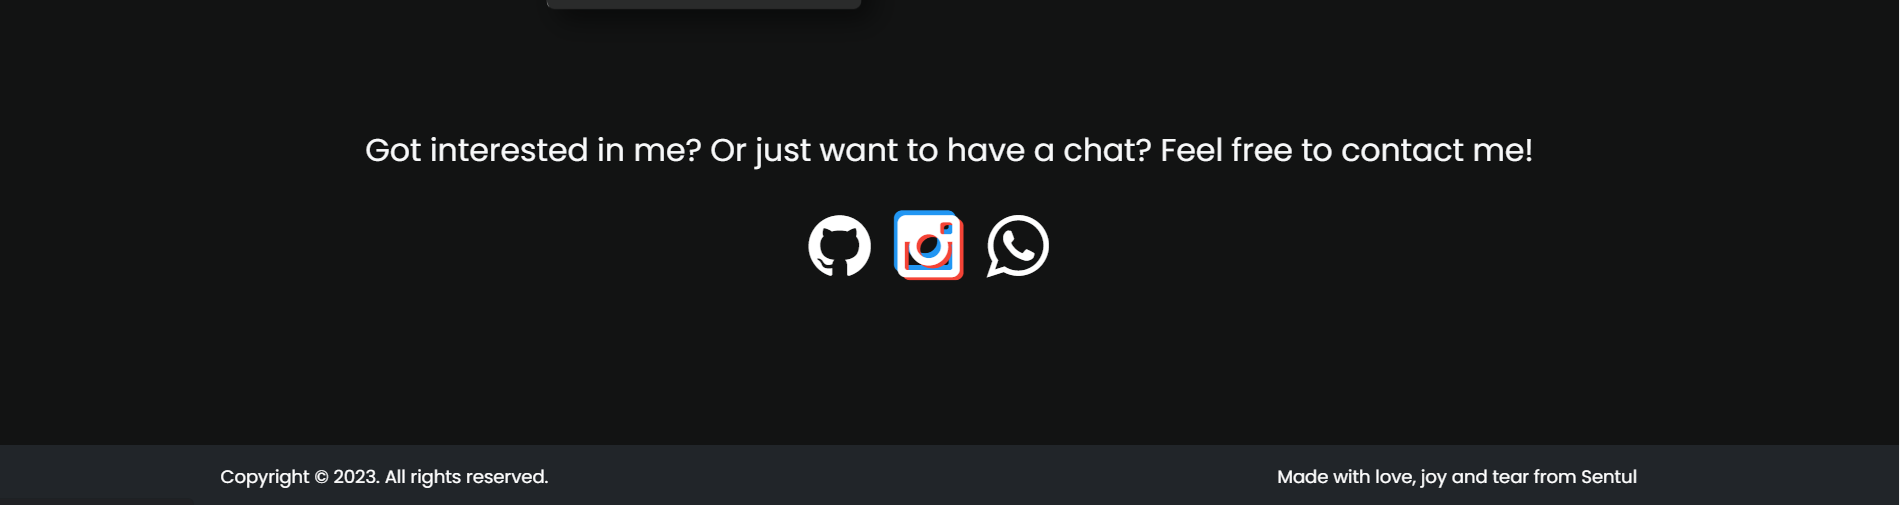 Got interested in me? Or just want to have a chat? Feel free to contact me!
Copyright © 2023. All rights reserved.
Made with love, joy and tear from Sentul